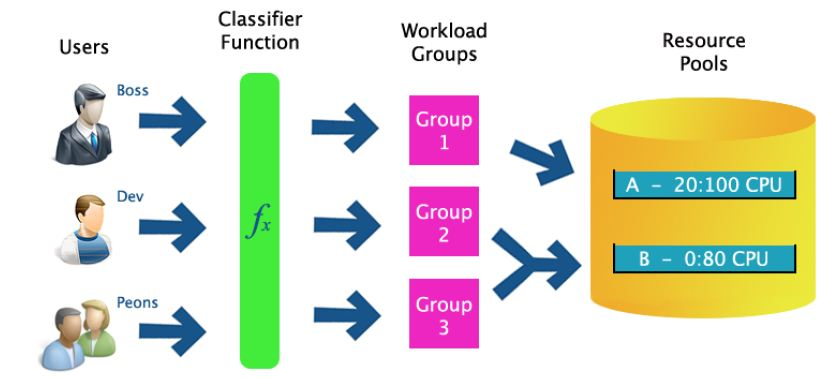 Users
Classifier
Function
Workload
Groups
Resource
Pools
Boss
Dev
Peons
fx
Group
1
Group
2
Group
3
A – 20:100 CPU
B – 0:80 CPU